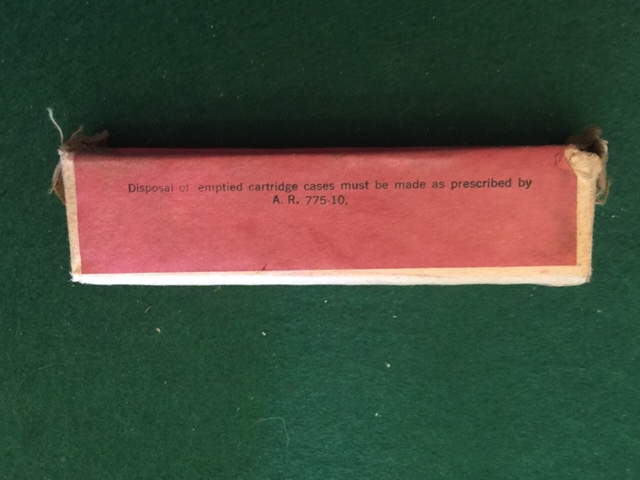 Disposal of emptied cartridge cases must be made as prescribed by
A. R. 775-10.